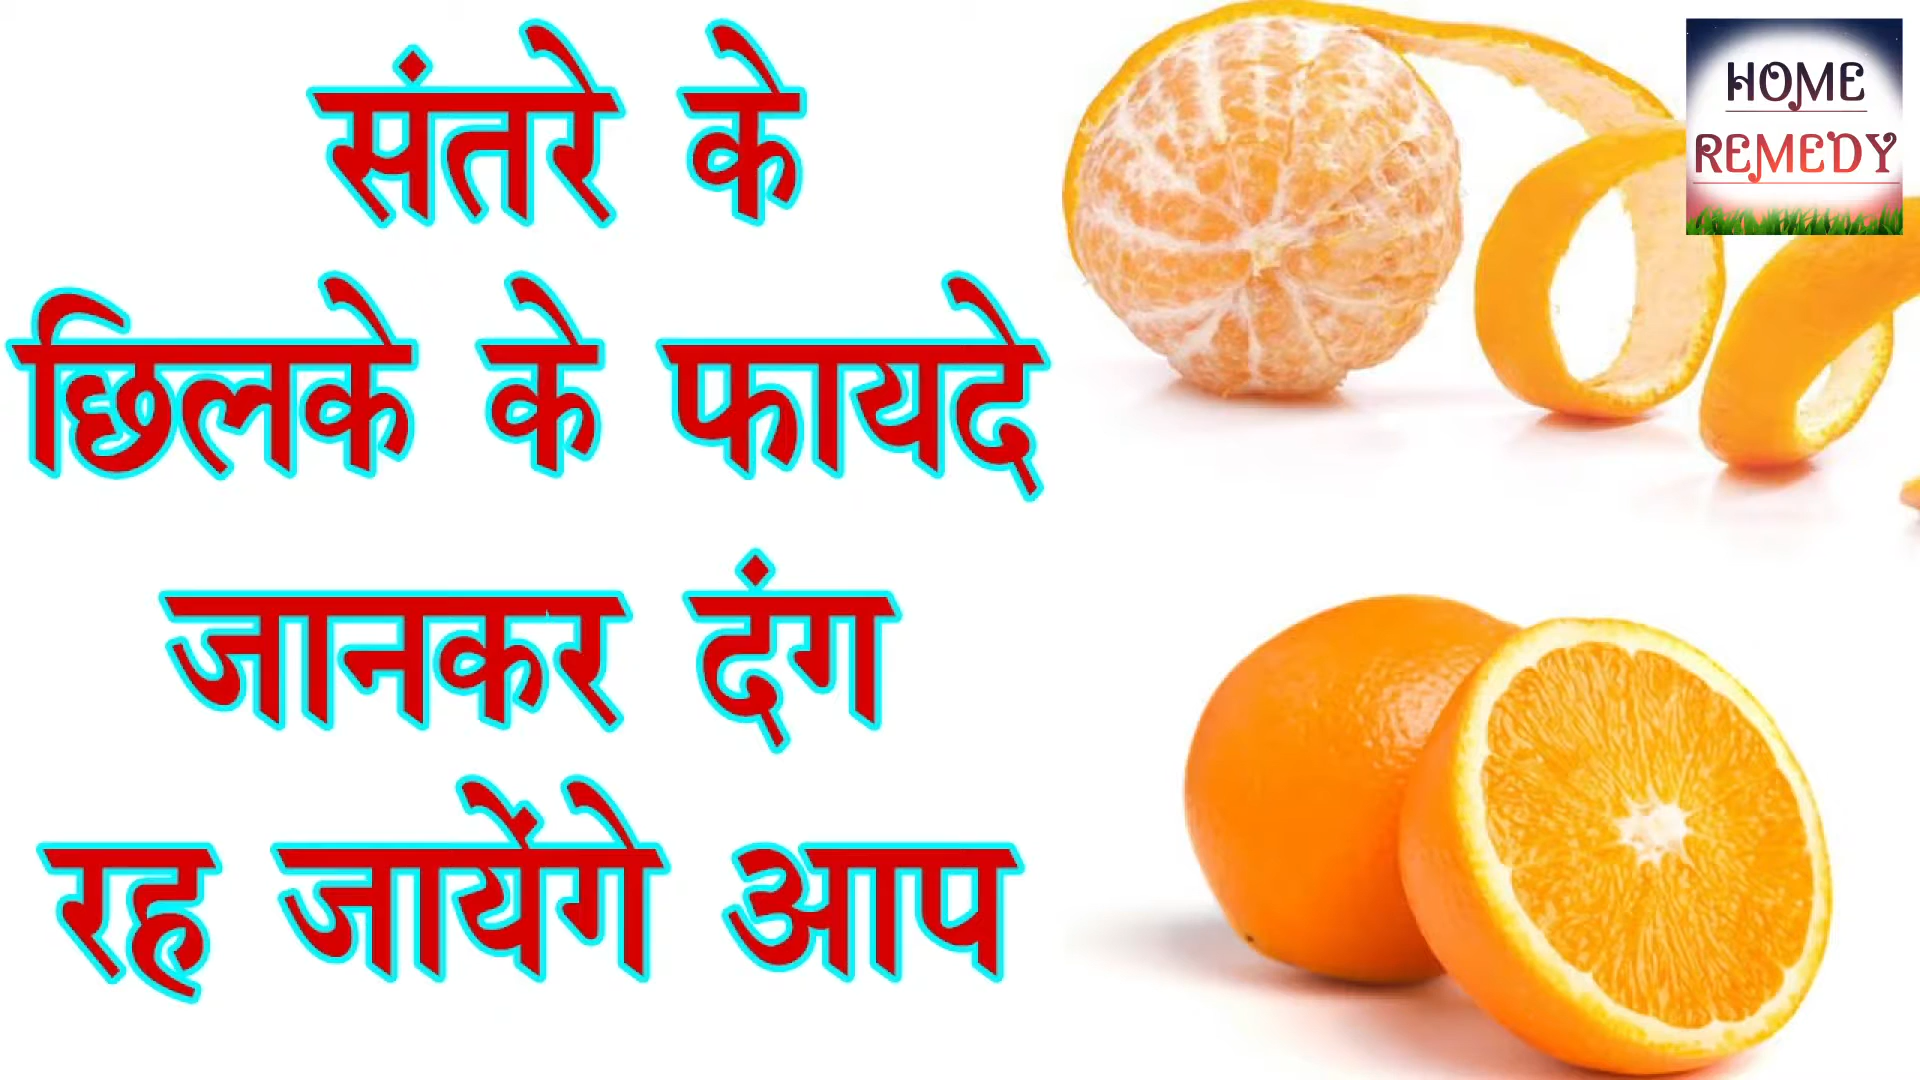 संतरे के
छिलके के फायदे
जानकर दंग
रह जायेंगे आप
HOME
REMEDY